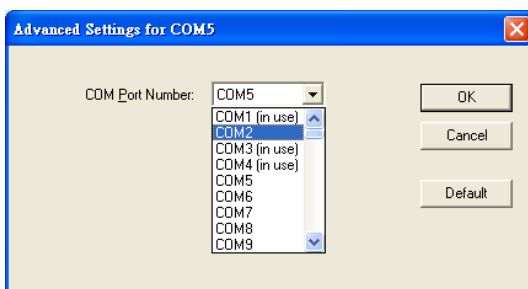 Advanced Settings for COM5
COM Port Number:
COM5
COM1 (in use)
COM2
COM3 (in use)
COM4 (in use)
COM5
COM6
COM7
COM8
COM9
OK
Cancel
Default